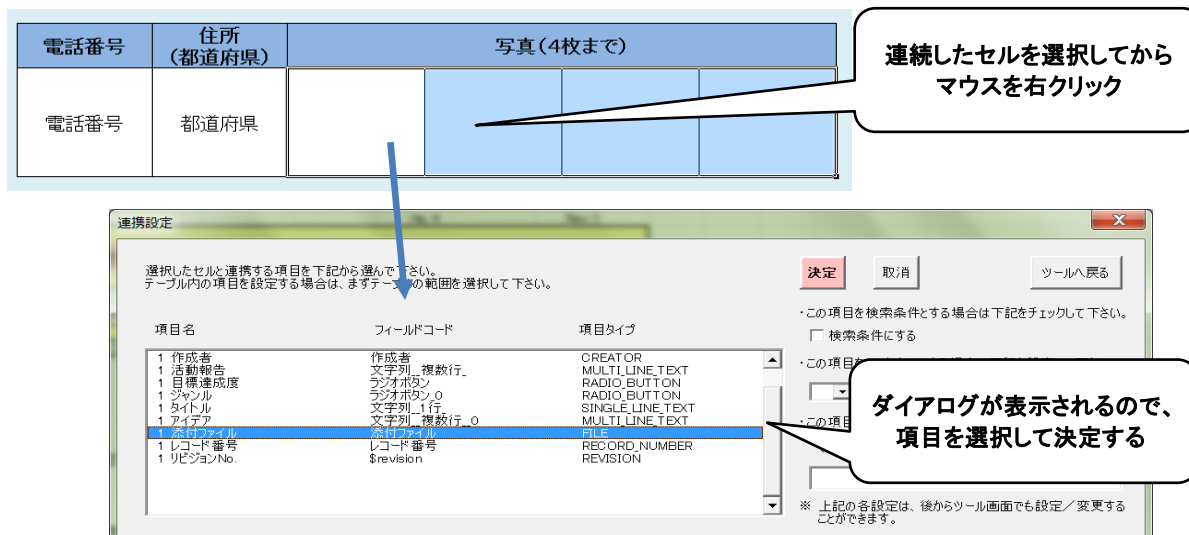 電話番号
住所
(都道府県)
写真(4枚まで)
電話番号
都道府県
連続したセルを選択してから
マウスを右クリック
連携設定
選択したセルと連携する項目を下記から選んで下さい。
テーブル内の項目を設定する場合は、まずテーブルの範囲を選択して下さい。
決定 取消 ツールへ戻る
項目名 フィールドコード 項目タイプ
1 作成者 作成者 CREATOR
1 活動報告 文字列__複数行_ MULTI_LINE_TEXT
1 目標達成度 ラジオボタン RADIO_BUTTON
1 ジャンル ラジオボタン_0 RADIO_BUTTON
1 タイトル 文字列__1行_ SINGLE_LINE_TEXT
1 アイデア 文字列__複数行__0 MULTI_LINE_TEXT
1 添付ファイル 添付ファイル FILE
1 レコード番号 レコード番号 RECORD_NUMBER
1 リビジョンNo. $revision REVISION
・この項目を検索条件とする場合は下記をチェックして下さい。
検索条件にする
・この項目
・この項目
ダイアログが表示されるので、
項目を選択して決定する
※ 上記の各設定は、後からツール画面でも設定/変更する
ことができます。